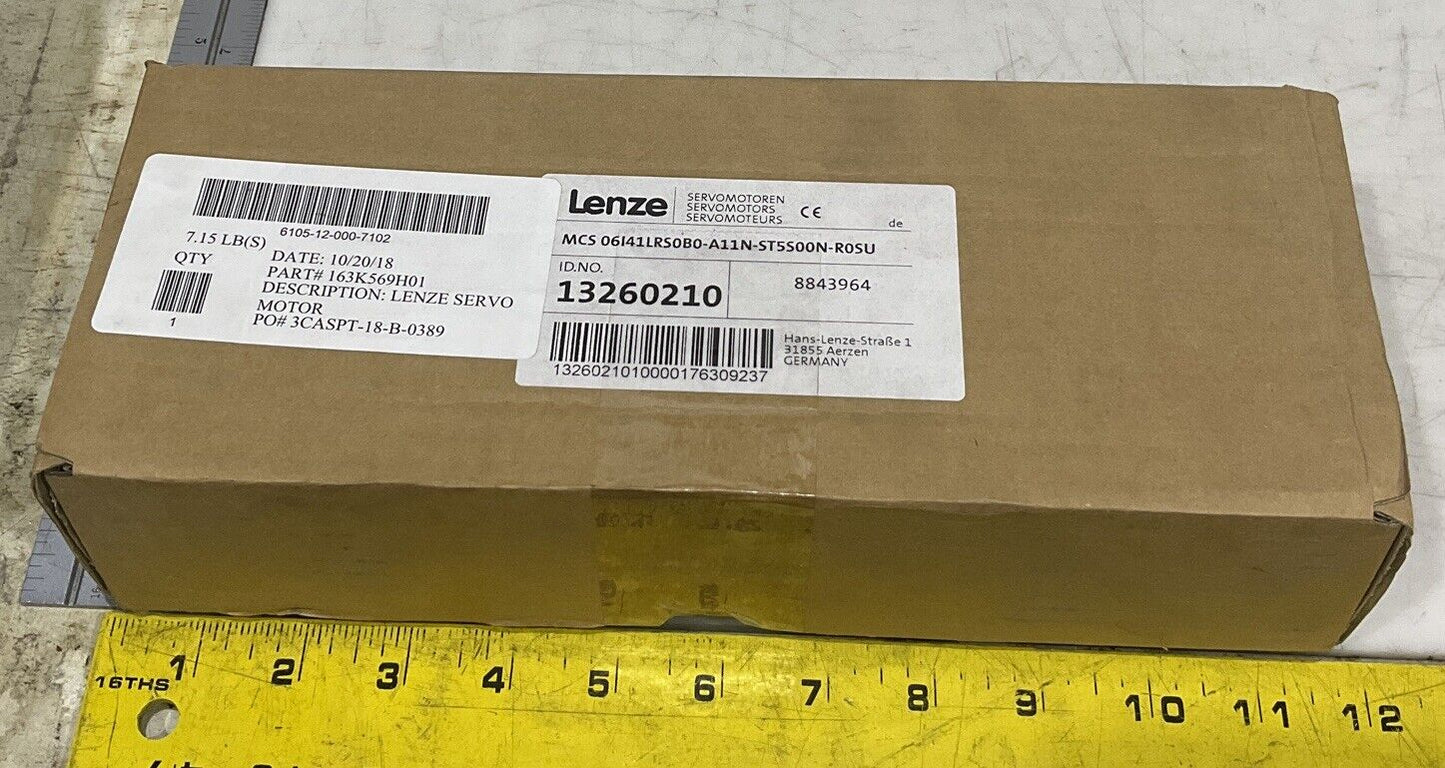 6105-12-000-7102
7.15 LB(S)
QTY
1
DATE: 10/20/18
PART# 163K569H01
DESCRIPTION: LENZE SERVO
MOTOR
PO# 3CASPT-18-B-0389
Lenze
SERVOMOTOREN
SERVOMOTORS
SERVOMOTEURS
CE
de
MCS 06I41LRS0B0-A11N-ST5S00N-R0SU
ID.NO.
13260210
8843964
1326021010000176309237
Hans-Lenze-Straße 1
31855 Aerzen
GERMANY
1 2 3 4 5 6 7 8 9 10 11 12
16THS